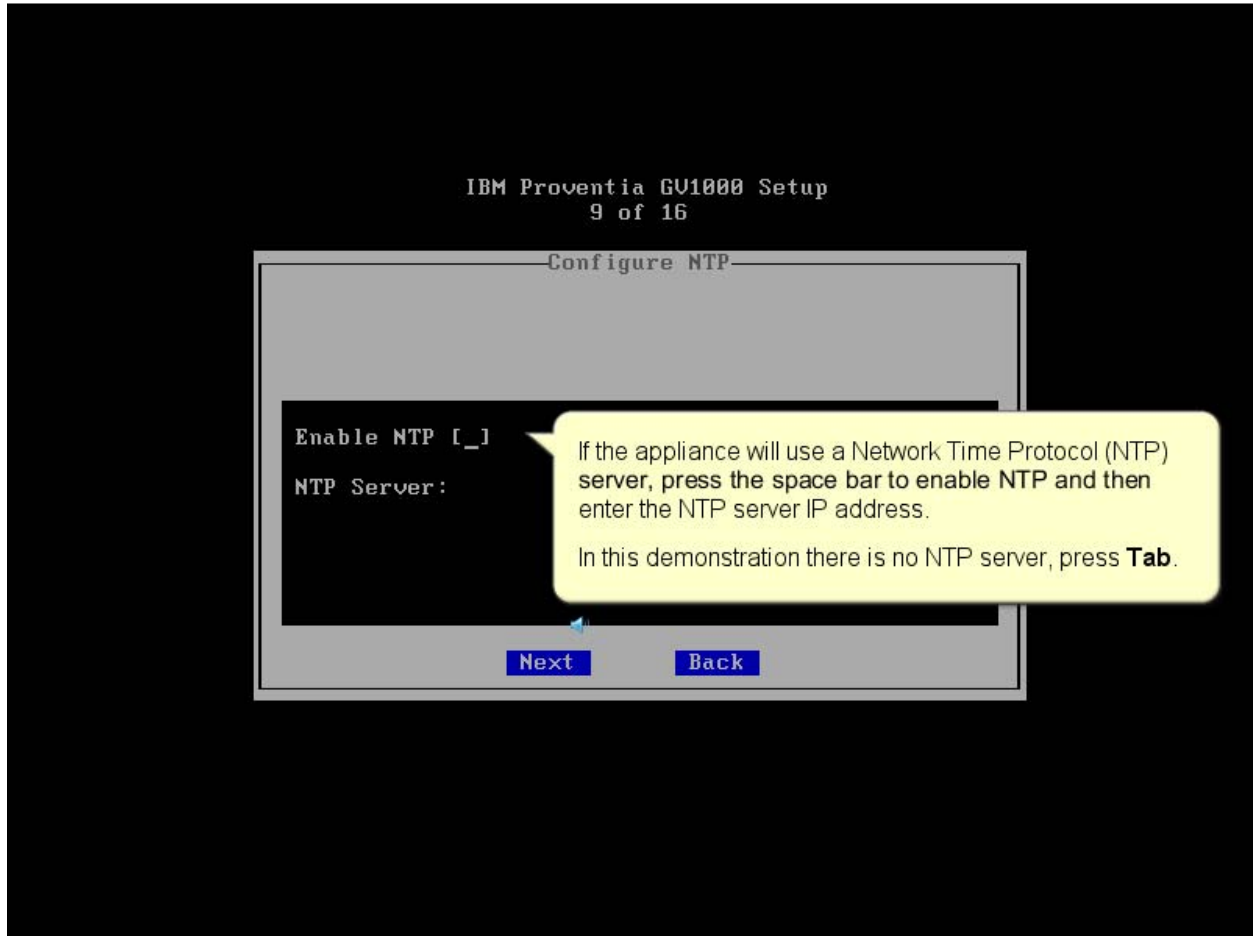 IBM Proventia GV1000 Setup
9 of 16
Configure NTP
Enable NTP [_]
NTP Server:
If the appliance will use a Network Time Protocol (NTP)
server, press the space bar to enable NTP and then
enter the NTP server IP address.
In this demonstration there is no NTP server, press Tab.
Next Back